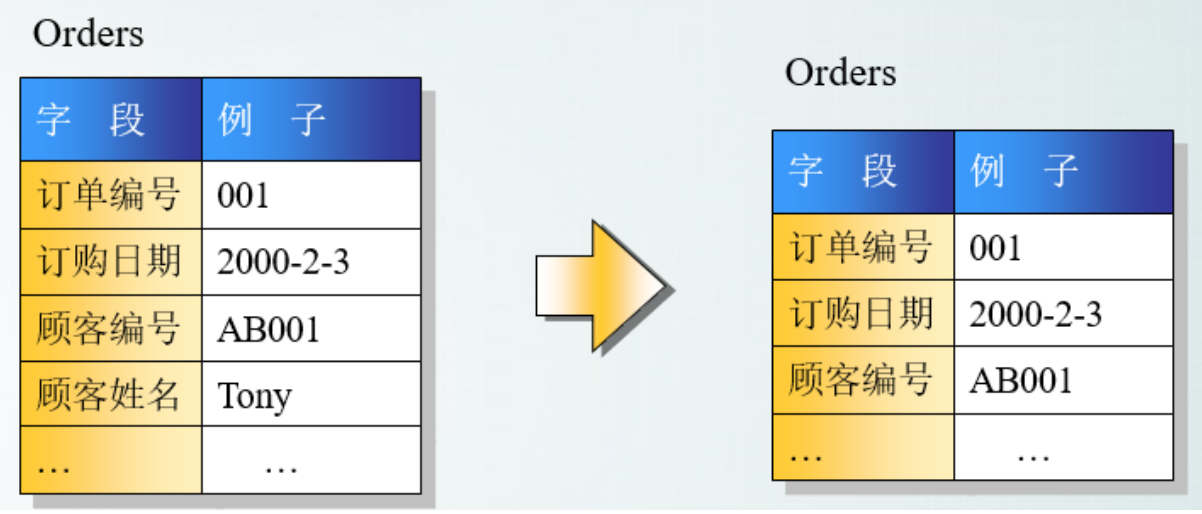 Orders
字 段 例 子
订单编号 001
订购日期 2000-2-3
顾客编号 AB001
顾客姓名 Tony
… …
Orders
字 段 例 子
订单编号 001
订购日期 2000-2-3
顾客编号 AB001
… …